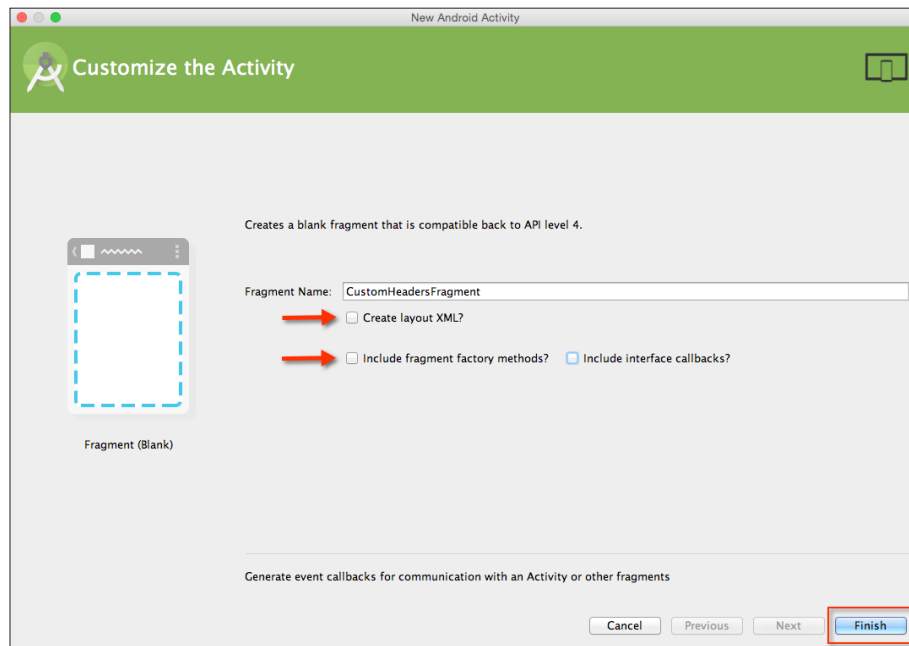 New Android Activity
Customize the Activity
Creates a blank fragment that is compatible back to API level 4.
Fragment Name: CustomHeadersFragment
Create layout XML?
Include fragment factory methods? Include interface callbacks?
Fragment (Blank)
Generate event callbacks for communication with an Activity or other fragments
Cancel Previous Next Finish